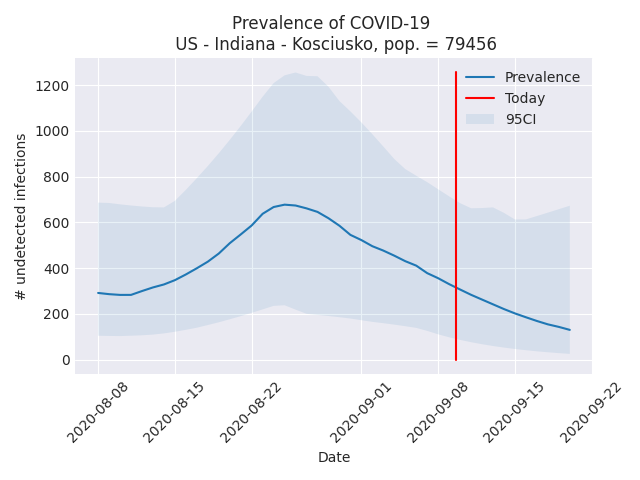 Prevalence of COVID-19
US - Indiana - Kosciusko, pop. = 79456
Prevalence
Today
95CI
# undetected infections
1200
1000
800
600
400
200
0
2020-08-08
2020-08-15
2020-08-22
2020-09-01
2020-09-08
2020-09-15
2020-09-22
Date